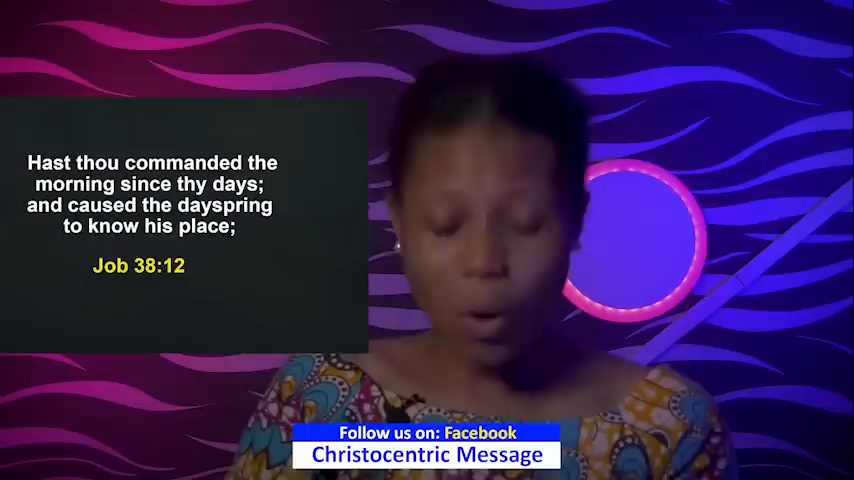 Hast thou commanded the
morning since thy days;
and caused the dayspring
to know his place;
Job 38:12
Follow us on: Facebook
Christocentric Message